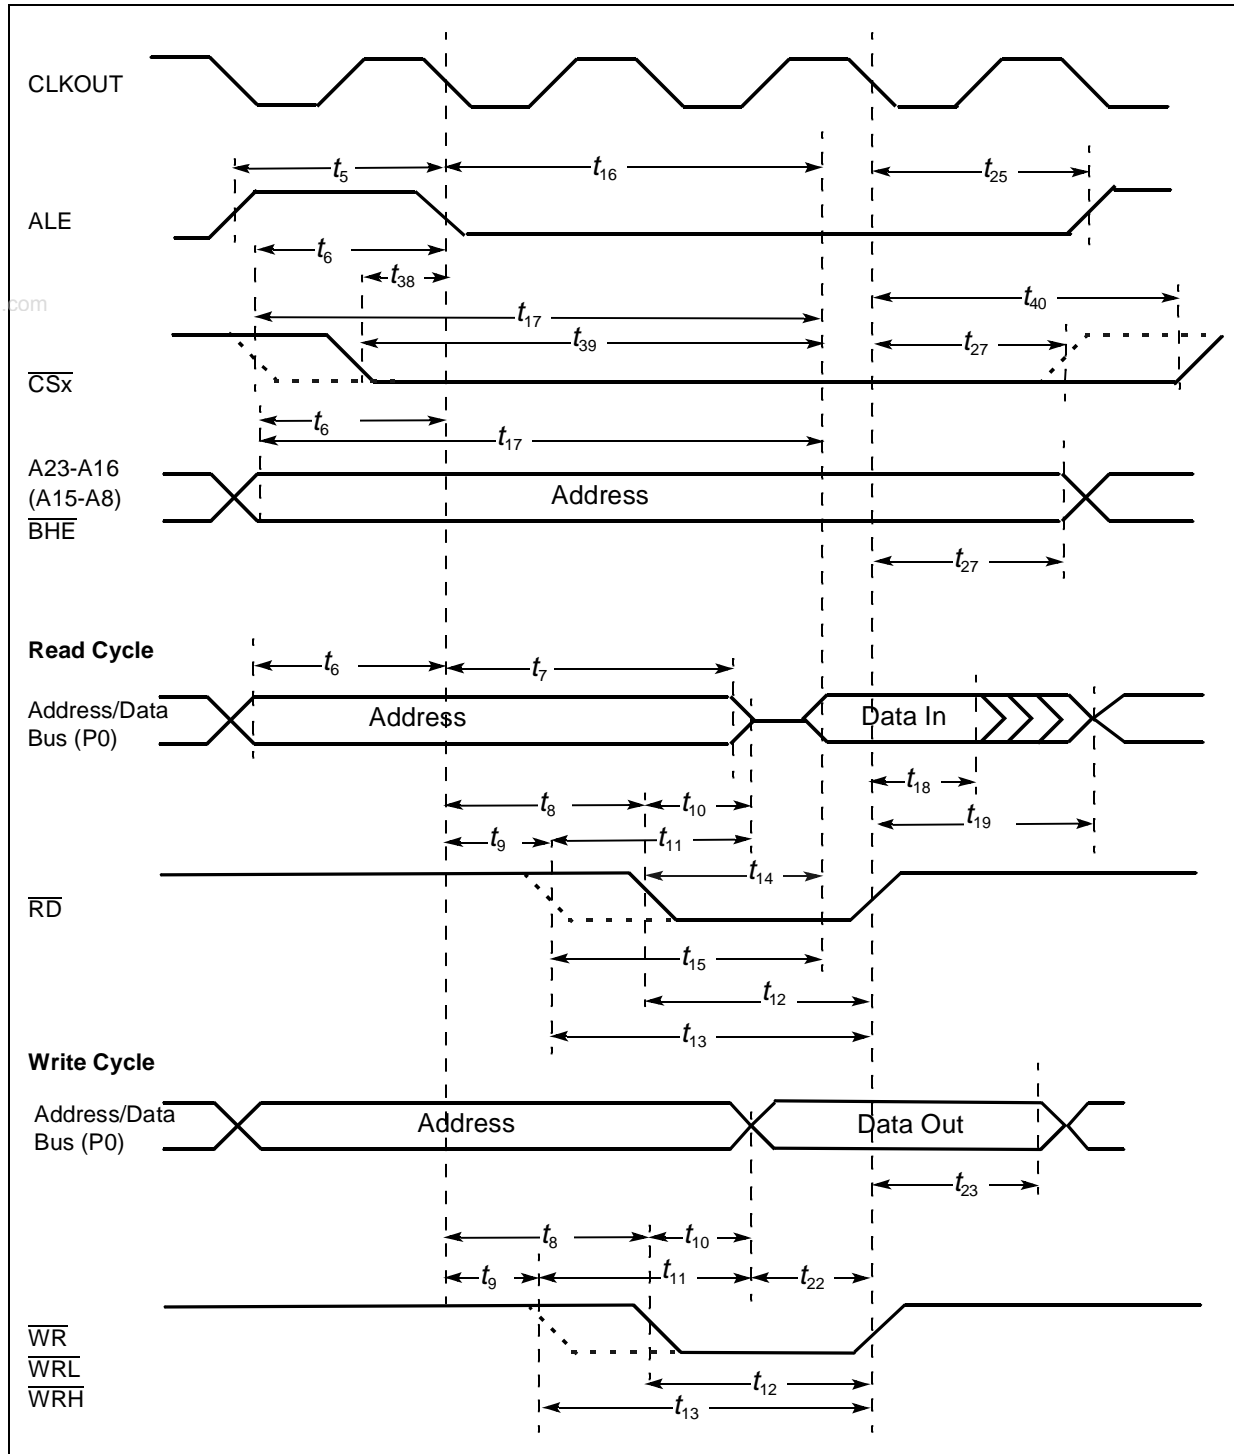 CLKOUT
t5
t16
t25
ALE
t6
t38
.com
t40
t17
t39
t27
CSx
t6
t17
A23-A16
(A15-A8)
BHE
Address
t27
Read Cycle
t6
t7
Address/Data
Bus (P0)
Address
Data In
t18
t8
t10
t19
t9
t11
t14
RD
t15
t12
t13
Write Cycle
Address/Data
Bus (P0)
Address
Data Out
t23
t8
t10
t9
t11
t22
WR
WRL
WRH
t12
t13